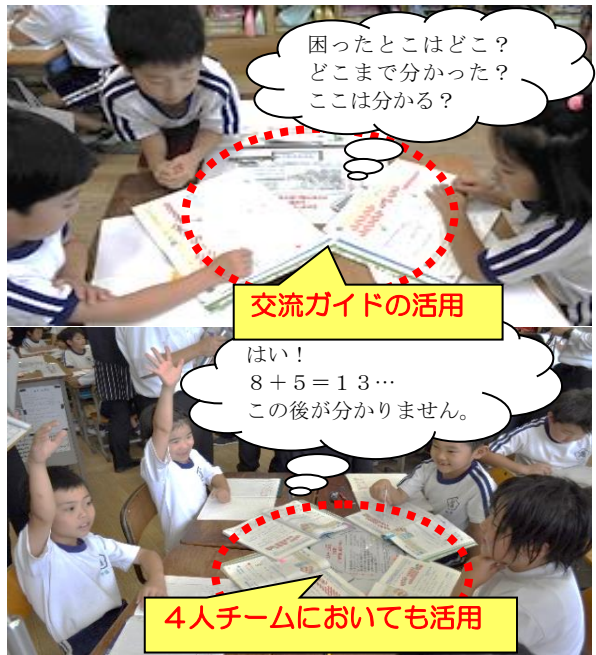 困ったとこはどこ？
どこまで分かった？
ここは分かる？
交流ガイドの活用
はい！
８＋５＝１３…
この後が分かりません。
４人チームにおいても活用